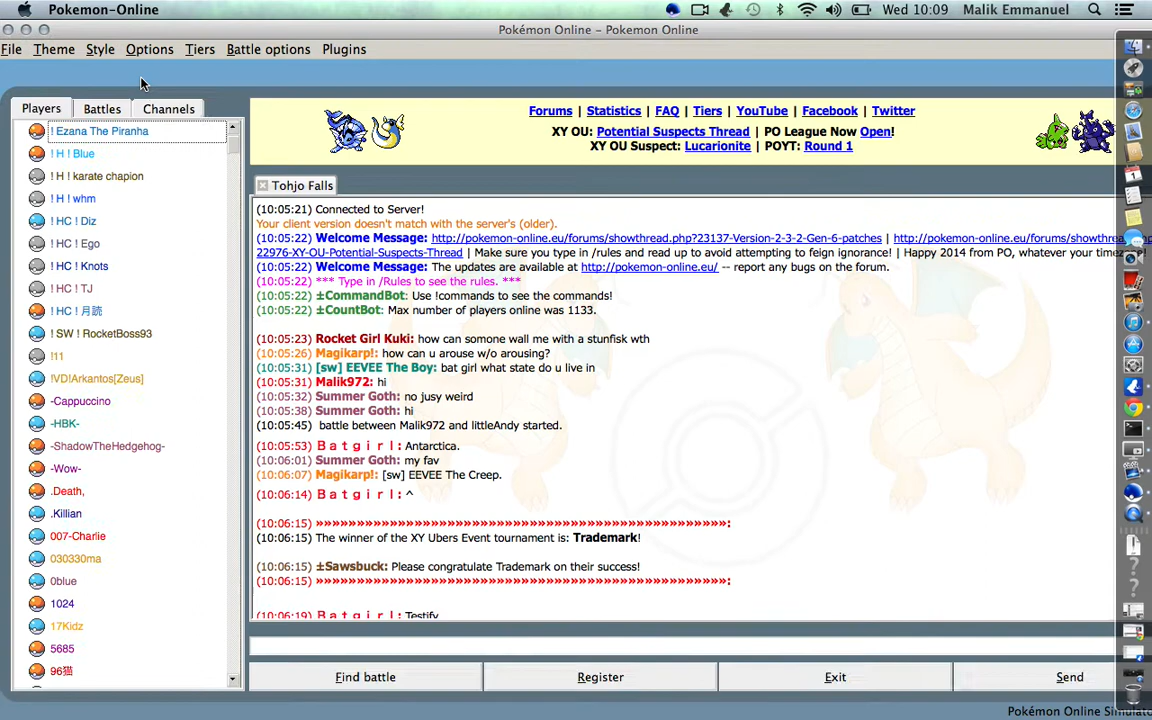 Pokemon-Online
Wed 10:09 Malik Emmanuel
Pokémon Online - Pokemon Online
File Theme Style Options Tiers Battle options Plugins
Players Battles Channels
! Ezana The Piranha
! H ! Blue
! H ! karate chapion
! H ! whm
! HC ! Diz
! HC ! Ego
! HC ! Knots
! HC ! TJ
! HC ! 月読
! SW ! RocketBoss93
!11
!VD!Arkantos[Zeus]
-Cappuccino
-HBK-
-ShadowTheHedgehog-
-Wow-
.Death,
.Killian
007-Charlie
030330ma
0blue
1024
17Kidz
5685
96猫
Forums | Statistics | FAQ | Tiers | YouTube | Facebook | Twitter
XY OU: Potential Suspects Thread | PO League Now Open!
XY OU Suspect: Lucarionite | POYT: Round 1
Tohjo Falls
(10:05:21) Connected to Server!
Your client version doesn't match with the server's (older).
(10:05:22) Welcome Message: http://pokemon-online.eu/forums/showthread.php?23137-Version-2-3-2-Gen-6-patches | http://pokemon-online.eu/forums/showthrea
22976-XY-OU-Potential-Suspects-Thread | Make sure you type in /rules and read up to avoid attempting to feign ignorance! | Happy 2014 from PO, whatever your timez
(10:05:22) Welcome Message: The updates are available at http://pokemon-online.eu/ -- report any bugs on the forum.
*** Type in /Rules to see the rules. ***
(10:05:22) ±CommandBot: Use !commands to see the commands!
(10:05:22) ±CountBot: Max number of players online was 1133.
(10:05:23) Rocket Girl Kuki: how can somone wall me with a stunfisk wth
(10:05:26) Magikarp!: how can u arouse w/o arousing?
(10:05:31) [sw] EEVEE The Boy: bat girl what state do u live in
(10:05:31) Malik972: hi
(10:05:32) Summer Goth: no jusy weird
(10:05:38) Summer Goth: hi
(10:05:45) battle between Malik972 and littleAndy started.
(10:05:53) Ｂａｔｇｉｒｌ: Antarctica.
(10:06:01) Summer Goth: my fav
(10:06:07) Magikarp!: [sw] EEVEE The Creep.
(10:06:14) Ｂａｔｇｉｒｌ: ^
(10:06:15) »»»»»»»»»»»»»»»»»»»»»»»»»»»»»»»»»»»»»»»»»»»»»»»»»»:
(10:06:15) The winner of the XY Ubers Event tournament is: Trademark!
(10:06:15) ±Sawsbuck: Please congratulate Trademark on their success!
(10:06:15) »»»»»»»»»»»»»»»»»»»»»»»»»»»»»»»»»»»»»»»»»»»»»»»»»»:
(10:06:19) Ｂａｔｇｉｒｌ: Testify
Find battle Register Exit Send
Pokémon Online Simulato